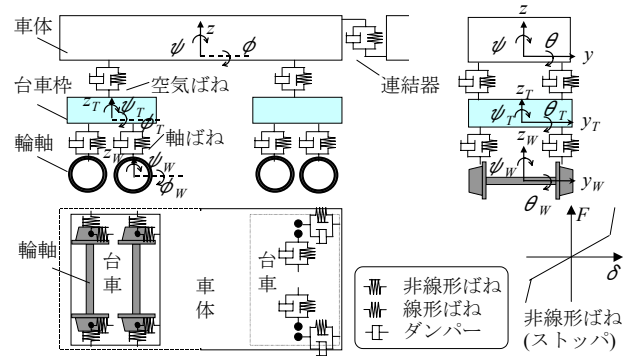 車体
z
ψ
φ
連結器
z
ψ
θ
y
空気ばね
台車枠
z_T
ψ_T
φ_T
軸ばね
輪軸
z_W
ψ_W
φ_W
z_T
ψ_T
θ_T
y_T
z_W
ψ_W
y_W
θ_W
輪軸
台車
車体
台車
非線形ばね
線形ばね
ダンパー
F
δ
非線形ばね
(ストッパ)